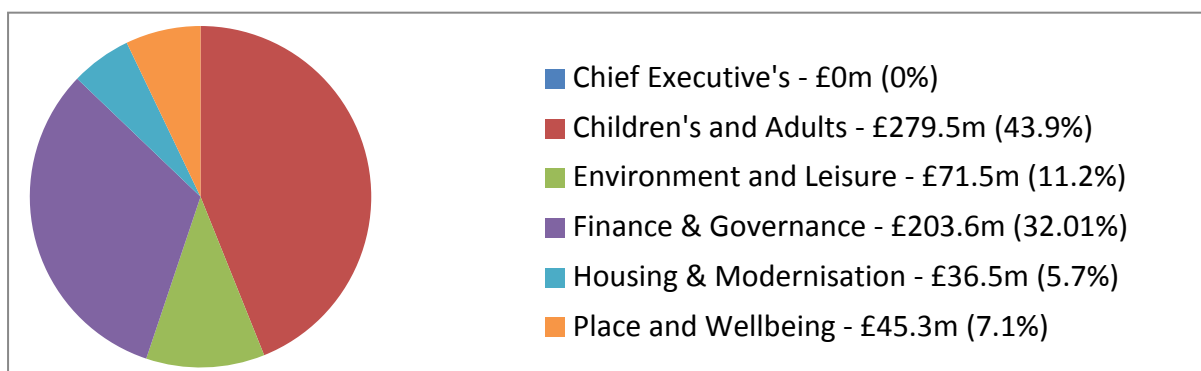 Chief Executive's - £0m (0%)
Children's and Adults - £279.5m (43.9%)
Environment and Leisure - £71.5m (11.2%)
Finance & Governance - £203.6m (32.01%)
Housing & Modernisation - £36.5m (5.7%)
Place and Wellbeing - £45.3m (7.1%)